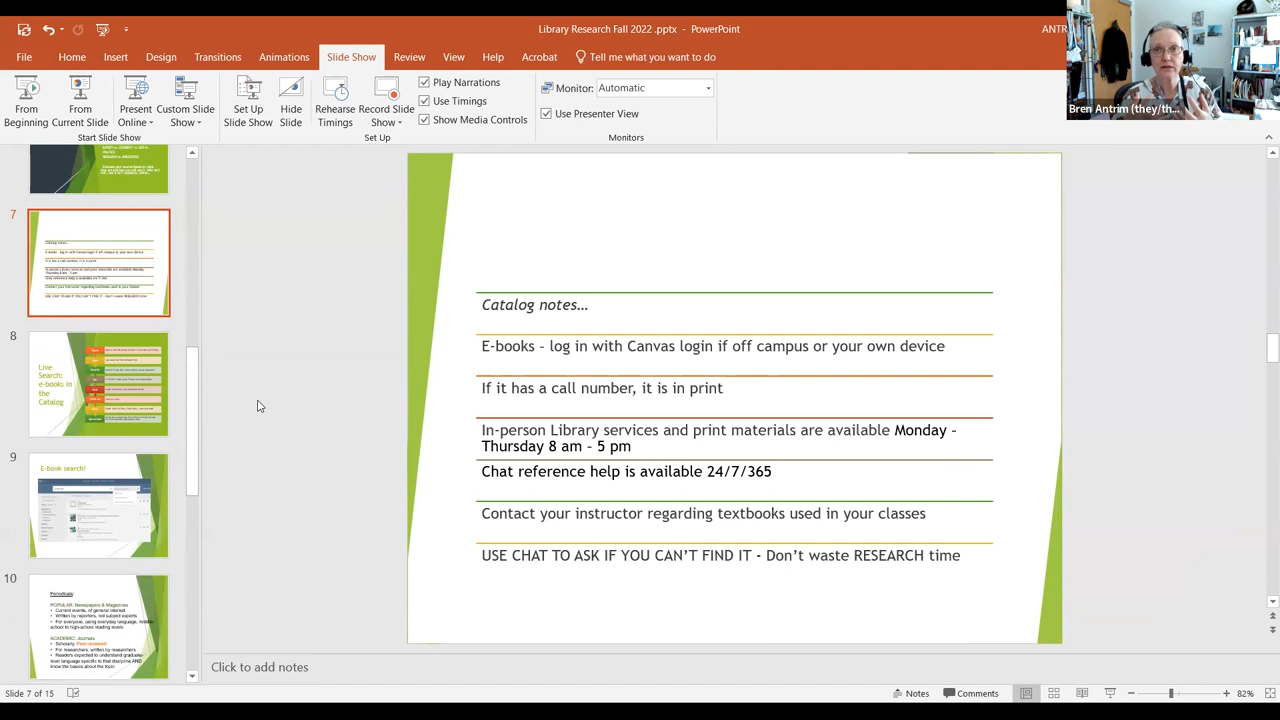 Library Research Fall 2022 .pptx - PowerPoint
ANTR
File Home Insert Design Transitions Animations Slide Show Review View Help Acrobat Tell me what you want to do
From Beginning
From Current Slide
Present Online
Custom Slide Show
Start Slide Show
Set Up Slide Show
Hide Slide
Rehearse Timings
Record Slide Show
Play Narrations
Use Timings
Show Media Controls
Set Up
Monitor: Automatic
Use Presenter View
Monitors
Bren Antrim (they/th...
7
8
Live
Search:
e-books in
the
Catalog
9
E-book search!
10
Periodicals
POPULAR: Newspapers & Magazines
Current events, of general interest
Written by reporters, not subject experts
For everyone, using everyday language, middle-
school to high-school reading levels
ACADEMIC: Journals
Scholarly, Peer-reviewed
For researchers, written by researchers
Readers expected to understand graduate-
level language specific to that discipline AND
know the basics about the topic
Catalog notes…
E-books – log in with Canvas login if off campus or your own device
If it has a call number, it is in print
In-person Library services and print materials are available Monday –
Thursday 8 am – 5 pm
Chat reference help is available 24/7/365
Contact your instructor regarding textbooks used in your classes
USE CHAT TO ASK IF YOU CAN'T FIND IT - Don't waste RESEARCH time
Click to add notes
Slide 7 of 15
Notes Comments 82%